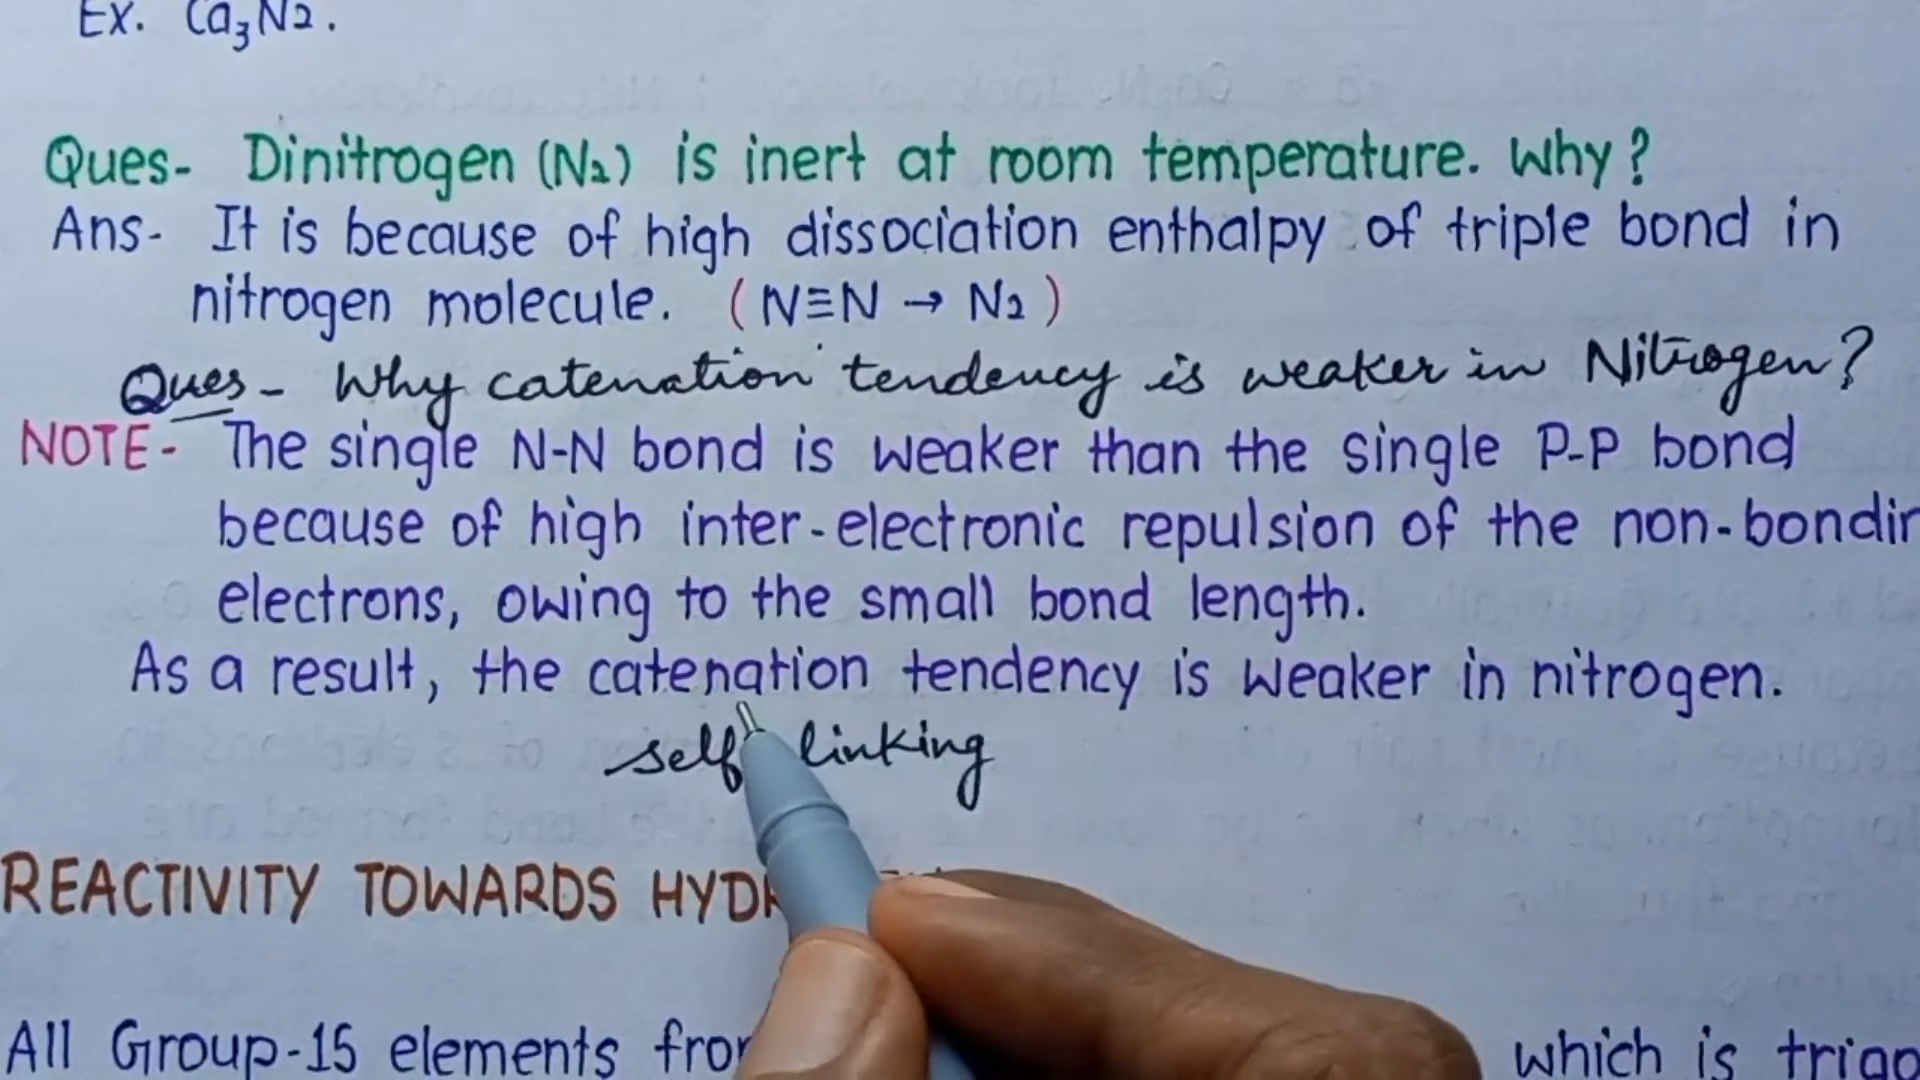 Ex. Ca3N2.
Ques- Dinitrogen (N2) is inert at room temperature. Why?
Ans- It is because of high dissociation enthalpy of triple bond in
nitrogen molecule. (N≡N → N2)
Ques - Why catenation tendency is weaker in Nitrogen?
NOTE- The single N-N bond is weaker than the single P-P bond
because of high inter-electronic repulsion of the non-bondin
electrons, owing to the small bond length.
As a result, the catenation tendency is weaker in nitrogen.
self linking
REACTIVITY TOWARDS HYD
All Group-15 elements fro which is trigo